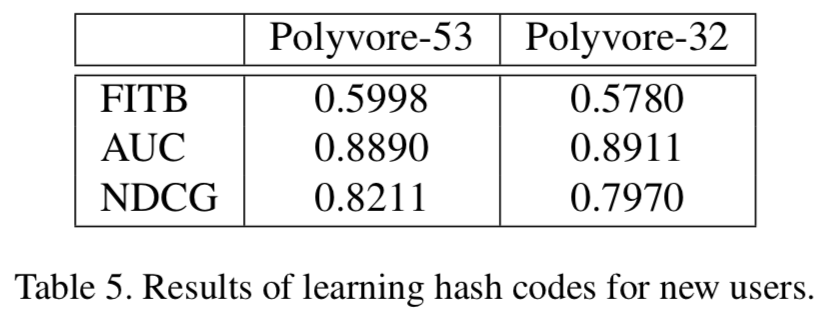 Polyvore-53 Polyvore-32
FITB 0.5998 0.5780
AUC 0.8890 0.8911
NDCG 0.8211 0.7970
Table 5. Results of learning hash codes for new users.